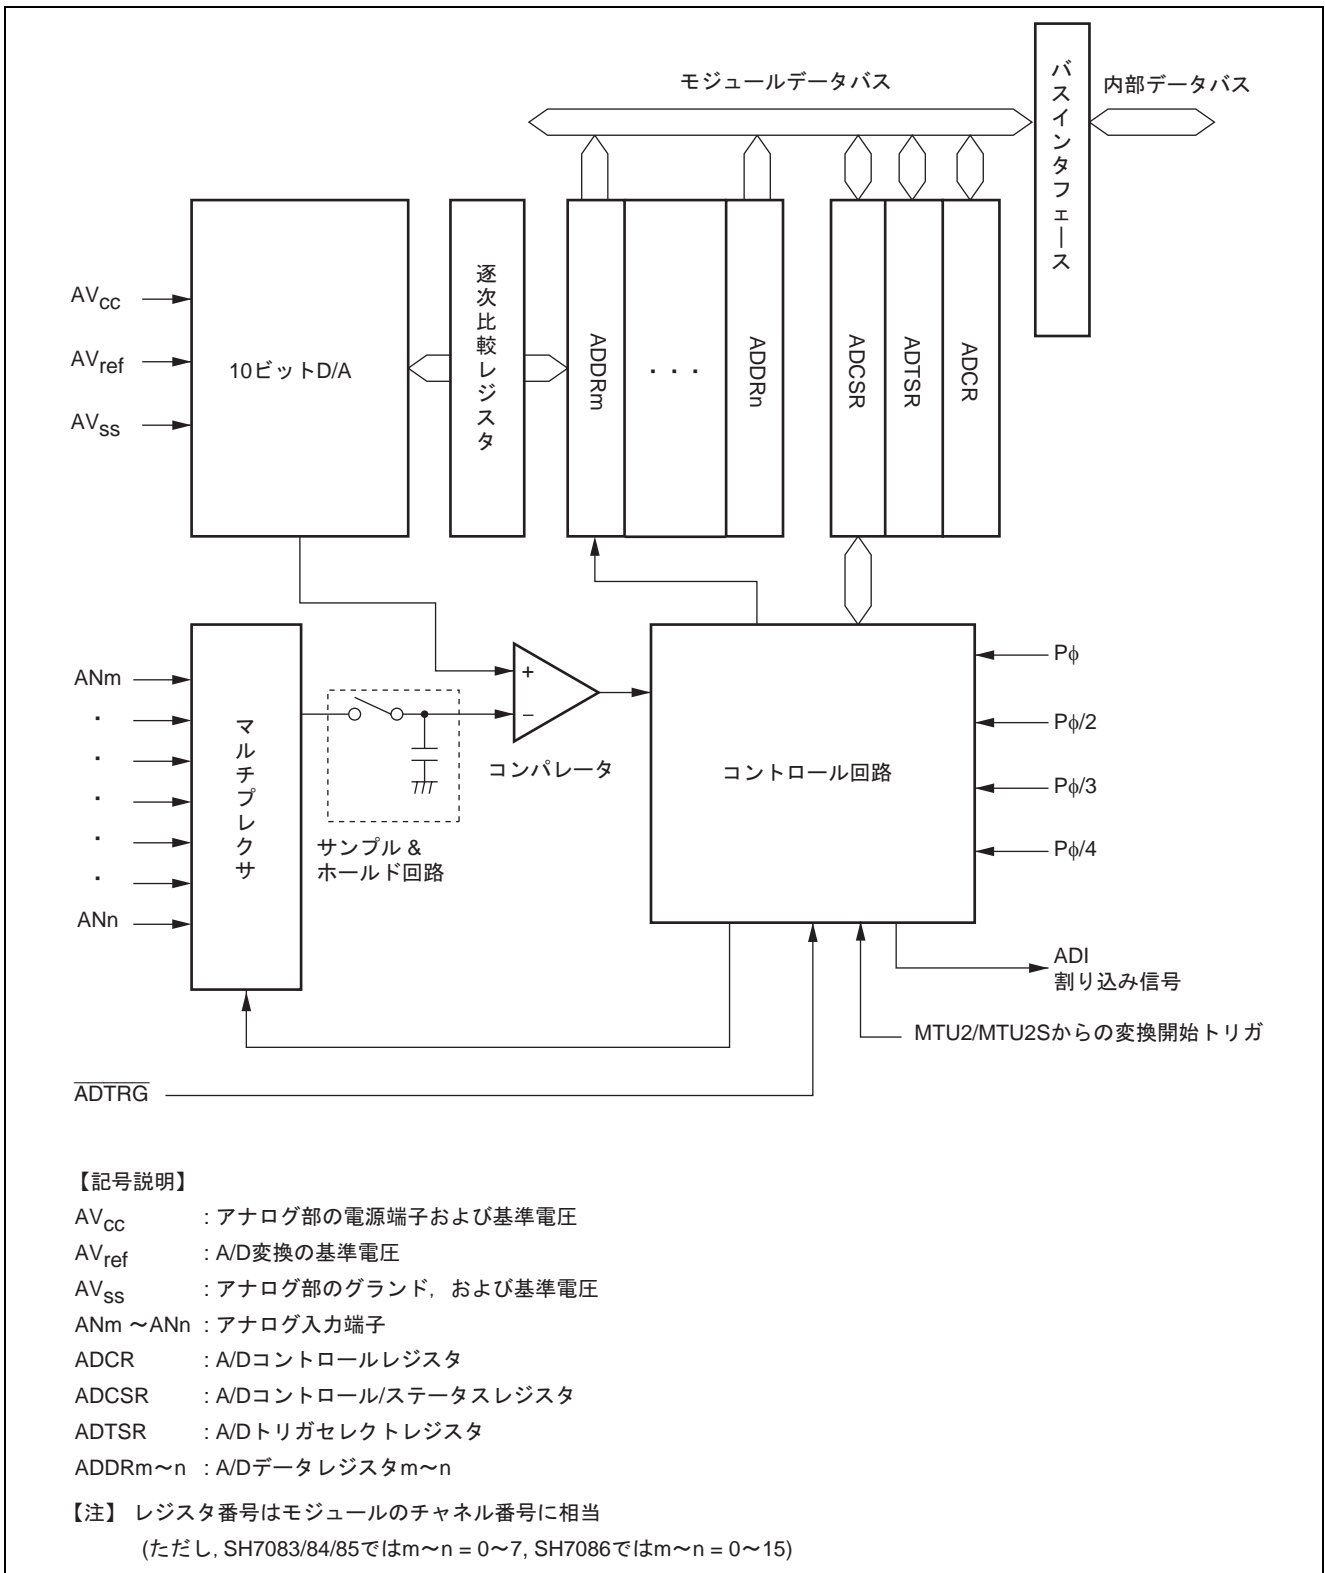 モジュールデータバス
バスインタフェース
内部データバス
AVcc
AVref
AVss
10ビットD/A
逐次比較レジスタ
ADDRm
・・・
ADDRn
ADCSR
ADTSR
ADCR
ANm
・
・
・
・
・
ANn
マルチプレクサ
サンプル &
ホールド回路
+
−
コンパレータ
コントロール回路
Pφ
Pφ/2
Pφ/3
Pφ/4
ADI
割り込み信号
MTU2/MTU2Sからの変換開始トリガ
ADTRG
【記号説明】
AVcc : アナログ部の電源端子および基準電圧
AVref : A/D変換の基準電圧
AVss : アナログ部のグランド，および基準電圧
ANm ～ANn : アナログ入力端子
ADCR : A/Dコントロールレジスタ
ADCSR : A/Dコントロール/ステータスレジスタ
ADTSR : A/Dトリガセレクトレジスタ
ADDRm～n : A/Dデータレジスタm～n
【注】 レジスタ番号はモジュールのチャネル番号に相当
(ただし, SH7083/84/85ではm～n = 0～7, SH7086ではm～n = 0～15)